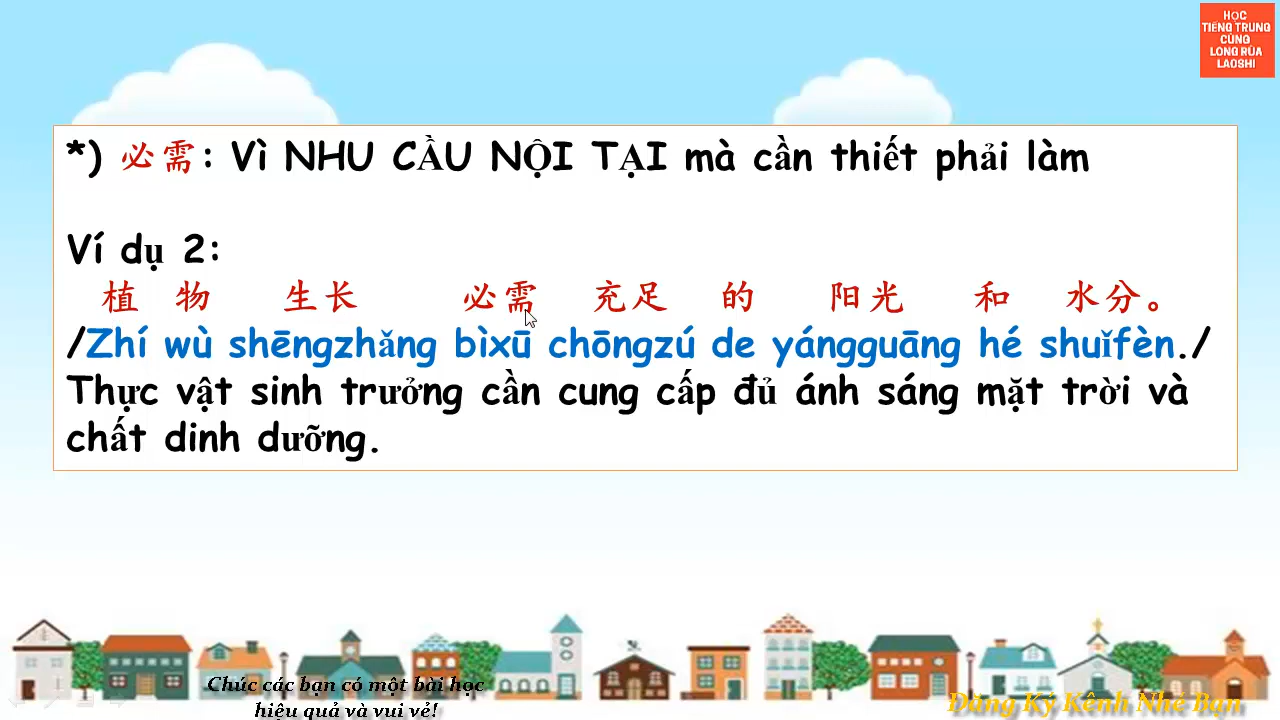 HỌC
TIẾNG TRUNG
CÙNG
LONG RÙA
LAOSHI
*) 必需: Vì NHU CẦU NỘI TẠI mà cần thiết phải làm
Ví dụ 2:
植 物 生长 必需 充足 的 阳光 和 水分。
/Zhí wù shēngzhǎng bìxū chōngzú de yángguāng hé shuǐfèn./
Thực vật sinh trưởng cần cung cấp đủ ánh sáng mặt trời và
chất dinh dưỡng.
Chúc các bạn có một bài học
hiệu quả và vui vẻ!
Đăng Ký Kênh Nhé Bạn